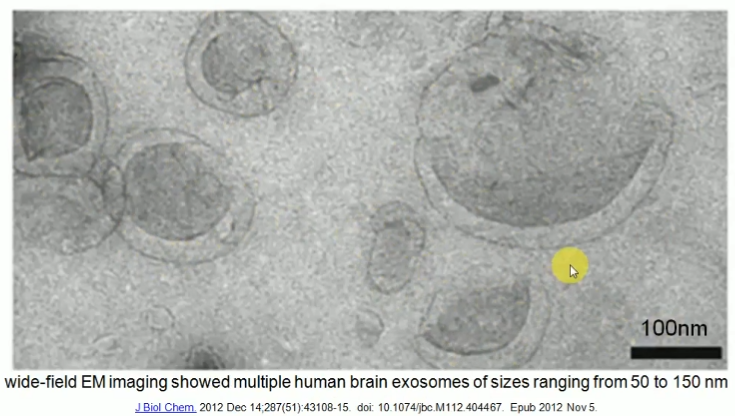 100nm
wide-field EM imaging showed multiple human brain exosomes of sizes ranging from 50 to 150 nm
J Biol Chem. 2012 Dec 14;287(51):43108-15. doi: 10.1074/jbc.M112.404467. Epub 2012 Nov 5.